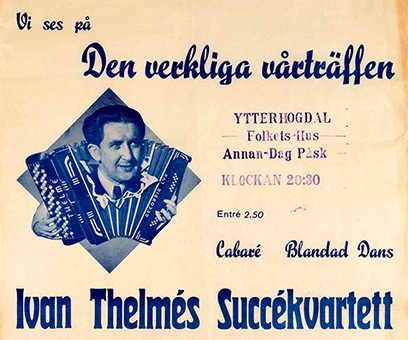 Vi ses på
Den verkliga vårträffen
YTTERHOGDAL
Folkets-Hus
Annan-Dag Påsk
KLOCKAN 20:30
Entré 2.50
Cabaré Blandad Dans
Ivan Thelmés Succékvartett